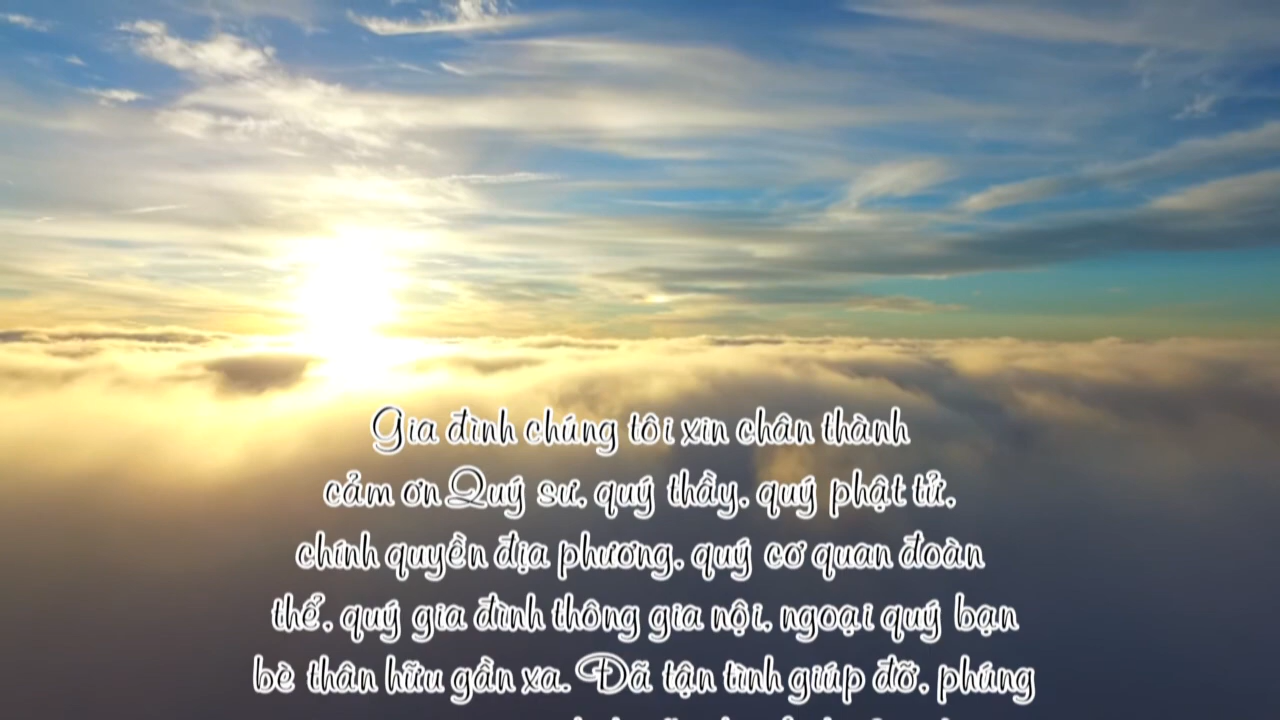 Gia đình chúng tôi xin chân thành
cảm ơn Quý sư, quý thầy, quý phật tử,
chính quyền địa phương, quý cơ quan đoàn
thể, quý gia đình thông gia nội, ngoại quý bạn
bè thân hữu gần xa. Đã tận tình giúp đỡ, phúng